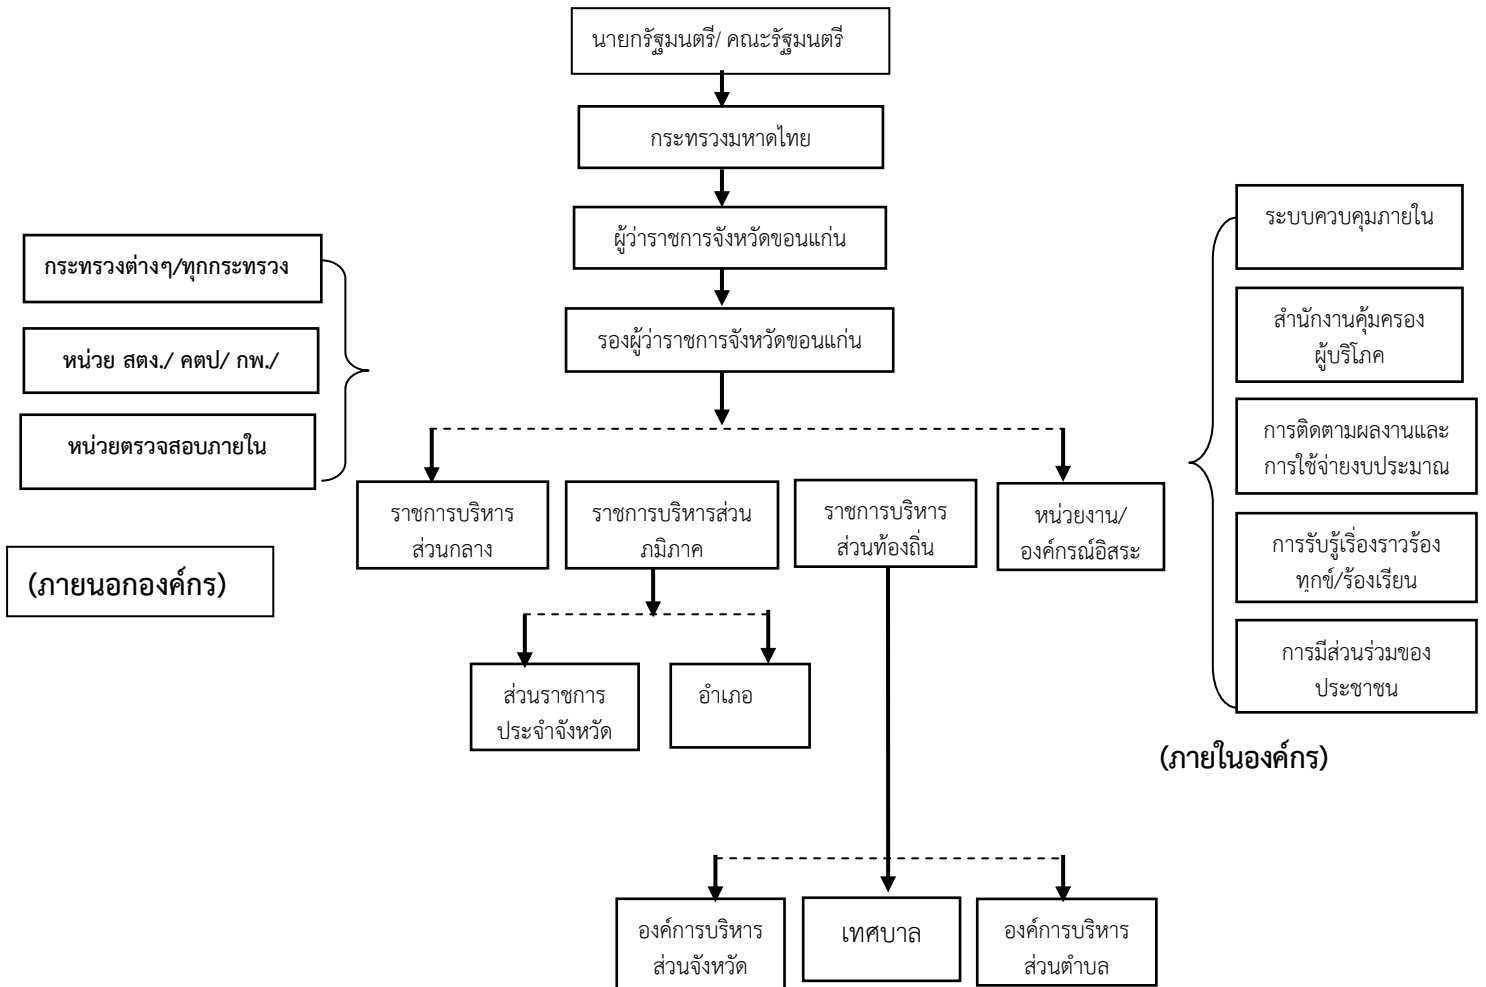 นายกรัฐมนตรี/ คณะรัฐมนตรี
กระทรวงมหาดไทย
ผู้ว่าราชการจังหวัดขอนแก่น
รองผู้ว่าราชการจังหวัดขอนแก่น
กระทรวงต่างๆ/ทุกกระทรวง
หน่วย สตง./ คตป/ กพ./
หน่วยตรวจสอบภายใน
(ภายนอกองค์กร)
ราชการบริหาร
ส่วนกลาง
ราชการบริหารส่วน
ภมิภาค
ราชการบริหาร
ส่วนท้องถิ่น
หน่วยงาน/
องค์กรณ์อิสระ
ส่วนราชการ
ประจำจังหวัด
อำเภอ
องค์การบริหาร
ส่วนจังหวัด
เทศบาล
องค์การบริหาร
ส่วนตำบล
ระบบควบคุมภายใน
สำนักงานคุ้มครอง
ผู้บริโภค
การติดตามผลงานและ
การใช้จ่ายงบประมาณ
การรับรู้เรื่องราวร้อง
ทุกข์/ร้องเรียน
การมีส่วนร่วมของ
ประชาชน
(ภายในองค์กร)